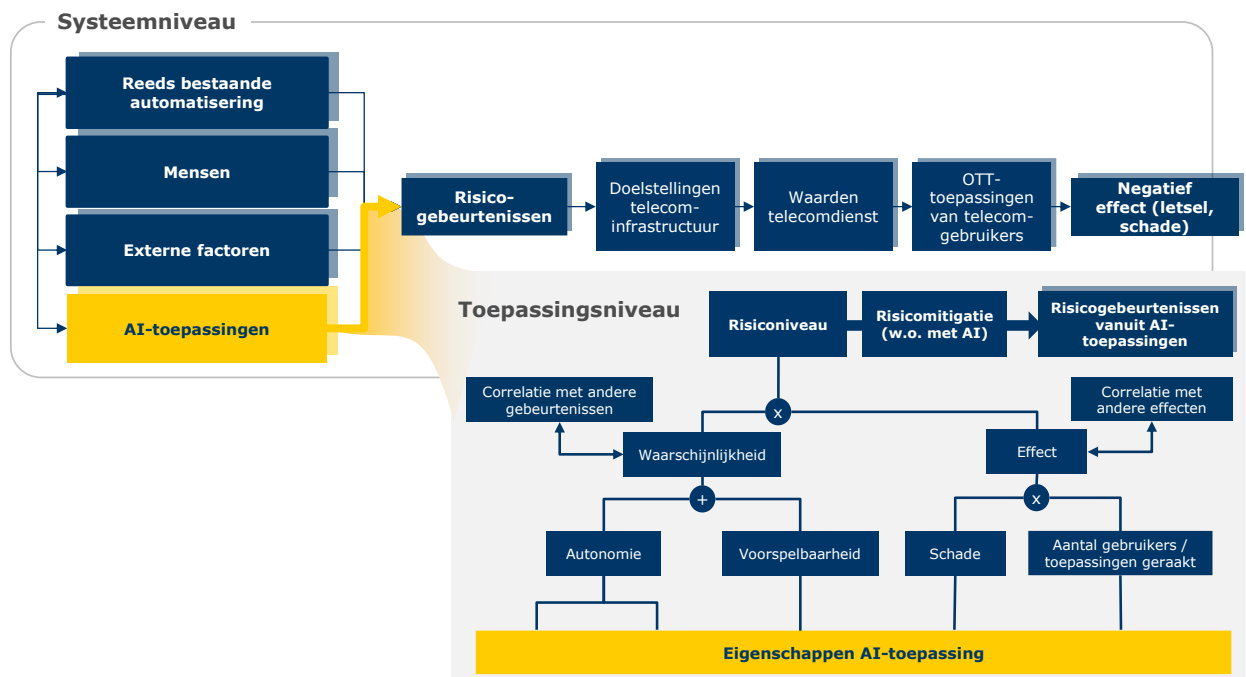 Systeemniveau
Reeds bestaande
automatisering
Mensen
Externe factoren
AI-toepassingen
Risico-
gebeurtenissen
Doelstellingen
telecom-
infrastructuur
Waarden
telecomdienst
OTT-
toepassingen
van telecom-
gebruikers
Negatief
effect (letsel,
schade)
Toepassingsniveau
Risiconiveau
Risicomitigatie
(w.o. met AI)
Risicogebeurtenissen
vanuit AI-
toepassingen
Correlatie met andere
gebeurtenissen
x
Correlatie met
andere effecten
Waarschijnlijkheid
Effect
+
x
Autonomie
Voorspelbaarheid
Schade
Aantal gebruikers /
toepassingen geraakt
Eigenschappen AI-toepassing